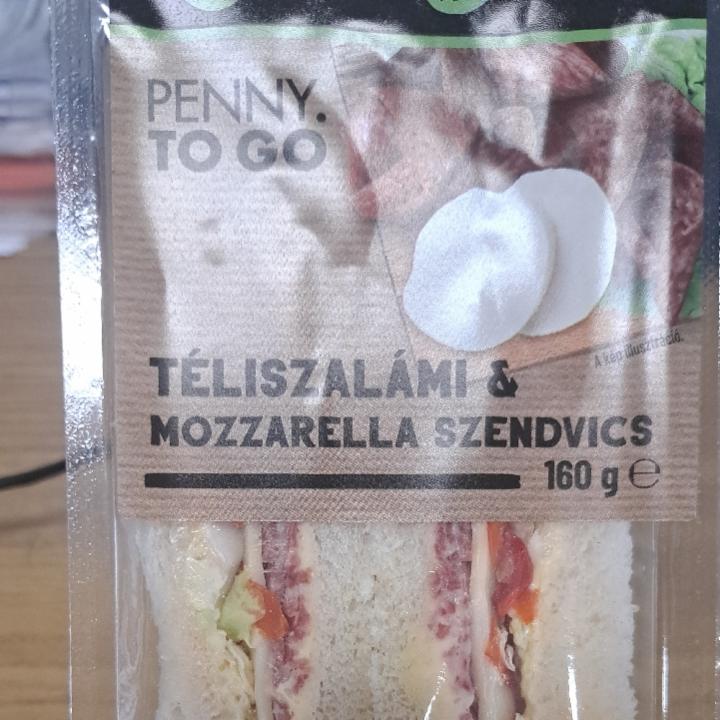 PENNY.
TO GO
A kép illusztráció.
TÉLISZALÁMI &
MOZZARELLA SZENDVICS
160 g ℮